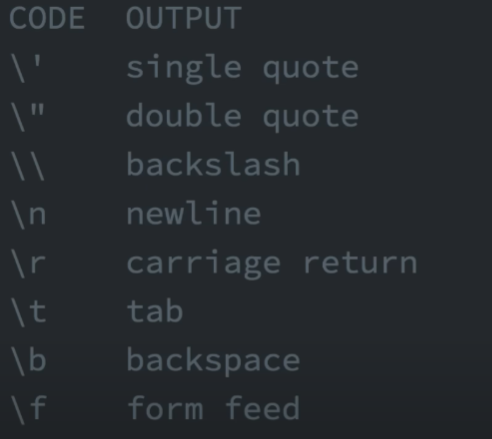 CODE OUTPUT
\' single quote
\" double quote
\\ backslash
\n newline
\r carriage return
\t tab
\b backspace
\f form feed